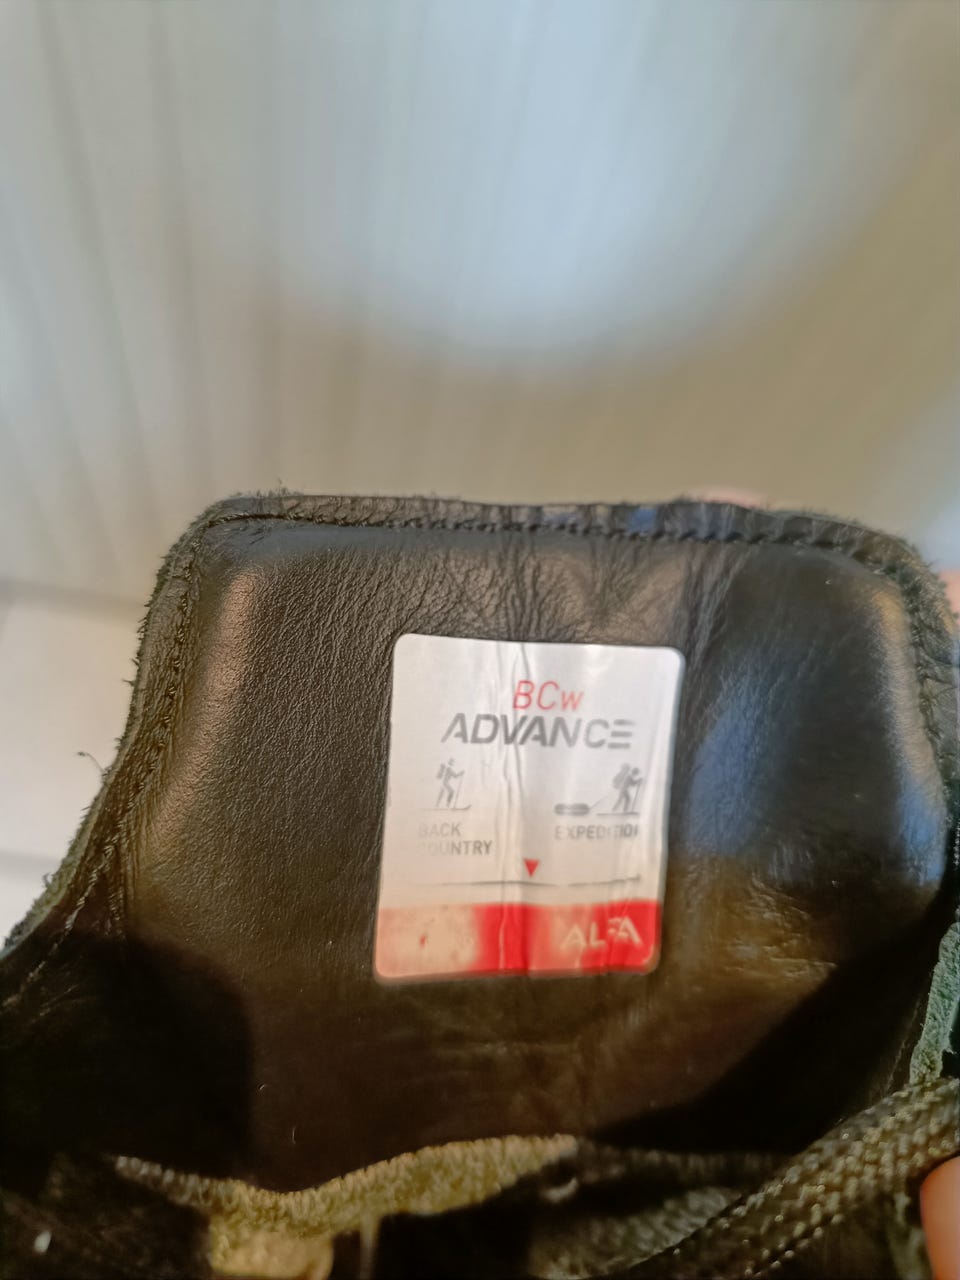 BCw
ADVANCE
BACK
COUNTRY
EXPEDITION
ALFA